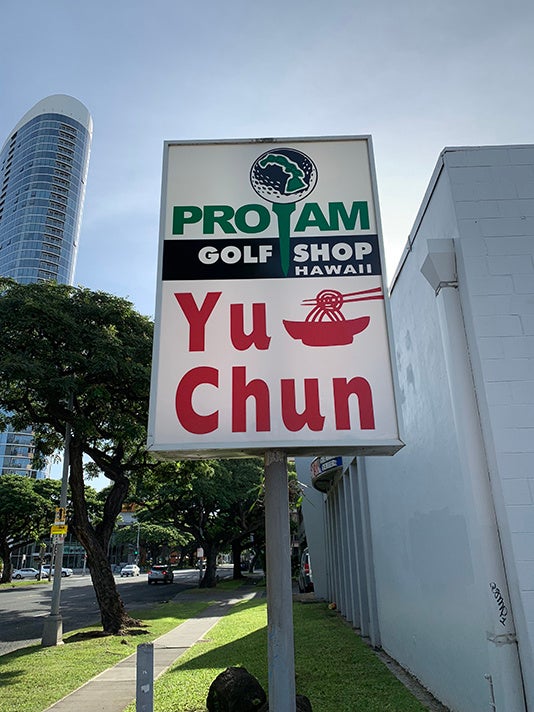 PRO AM
GOLF SHOP
HAWAII
Yu
Chun